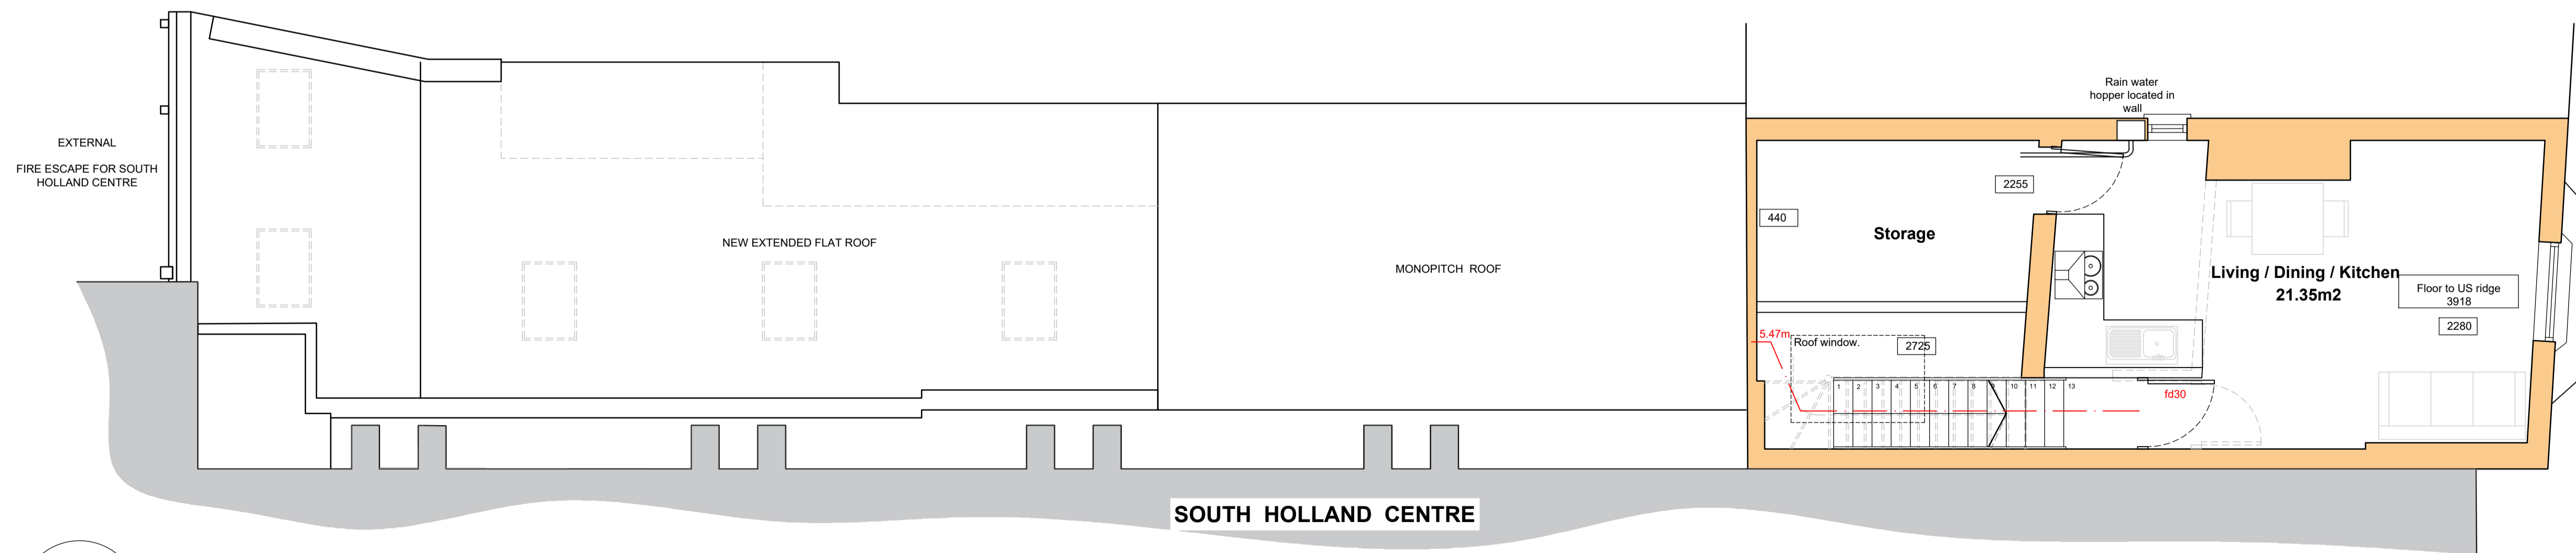 EXTERNAL
FIRE ESCAPE FOR SOUTH
HOLLAND CENTRE
NEW EXTENDED FLAT ROOF
MONOPITCH ROOF
Rain water
hopper located in
wall
2255
440
Storage
Living / Dining / Kitchen
21.35m2
Floor to US ridge
3918
2280
5.47m
Roof window.
2725
1 2 3 4 5 6 7 8 9 10 11 12 13
fd30
SOUTH HOLLAND CENTRE